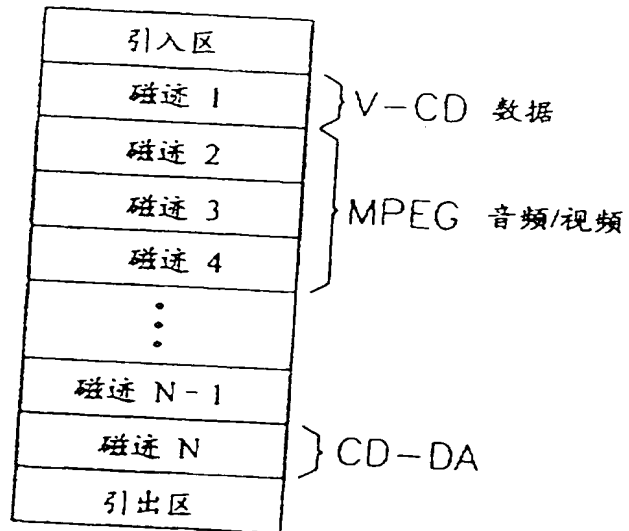 引入区
磁迹 1
V-CD 数据
磁迹 2
磁迹 3
MPEG 音频/视频
磁迹 4
磁迹 N-1
磁迹 N
CD-DA
引出区